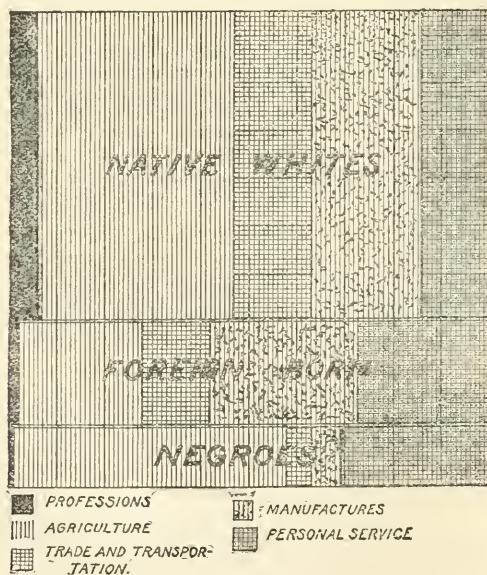 NATIVE WHITES
FOREIGN BORN
NEGROES
PROFESSIONS
AGRICULTURE
TRADE AND TRANSPOR-
TATION.
MANUFACTURES
PERSONAL SERVICE